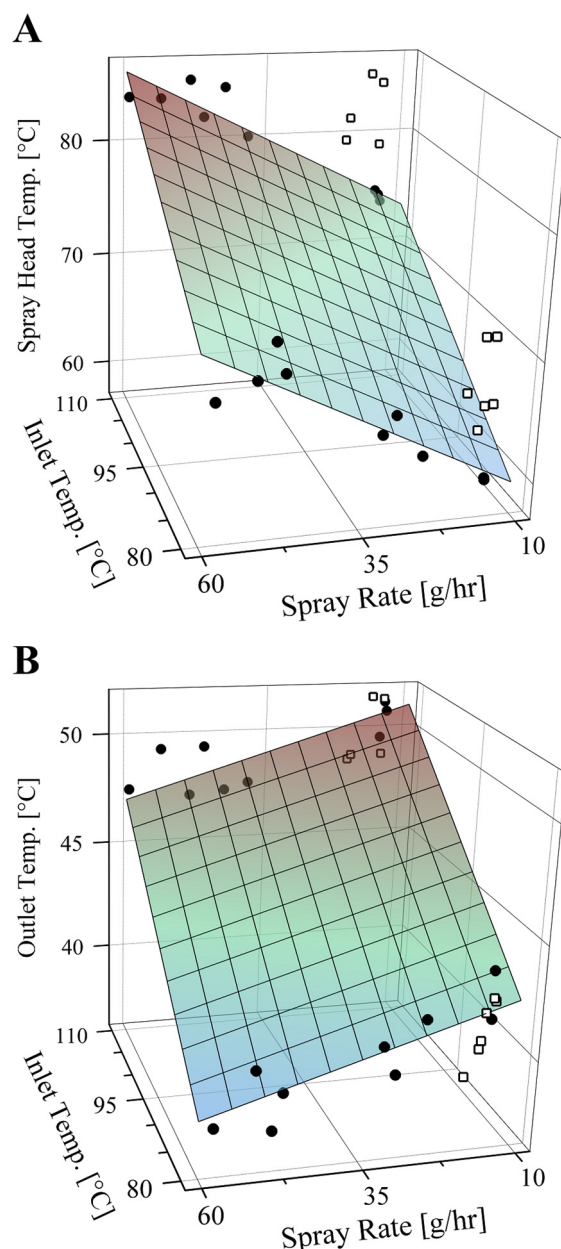 A
Spray Head Temp. [°C]
80
70
60
110
95
80
Inlet Temp. [°C]
60
35
10
Spray Rate [g/hr]
B
Outlet Temp. [°C]
50
45
40
110
95
80
Inlet Temp. [°C]
60
35
10
Spray Rate [g/hr]